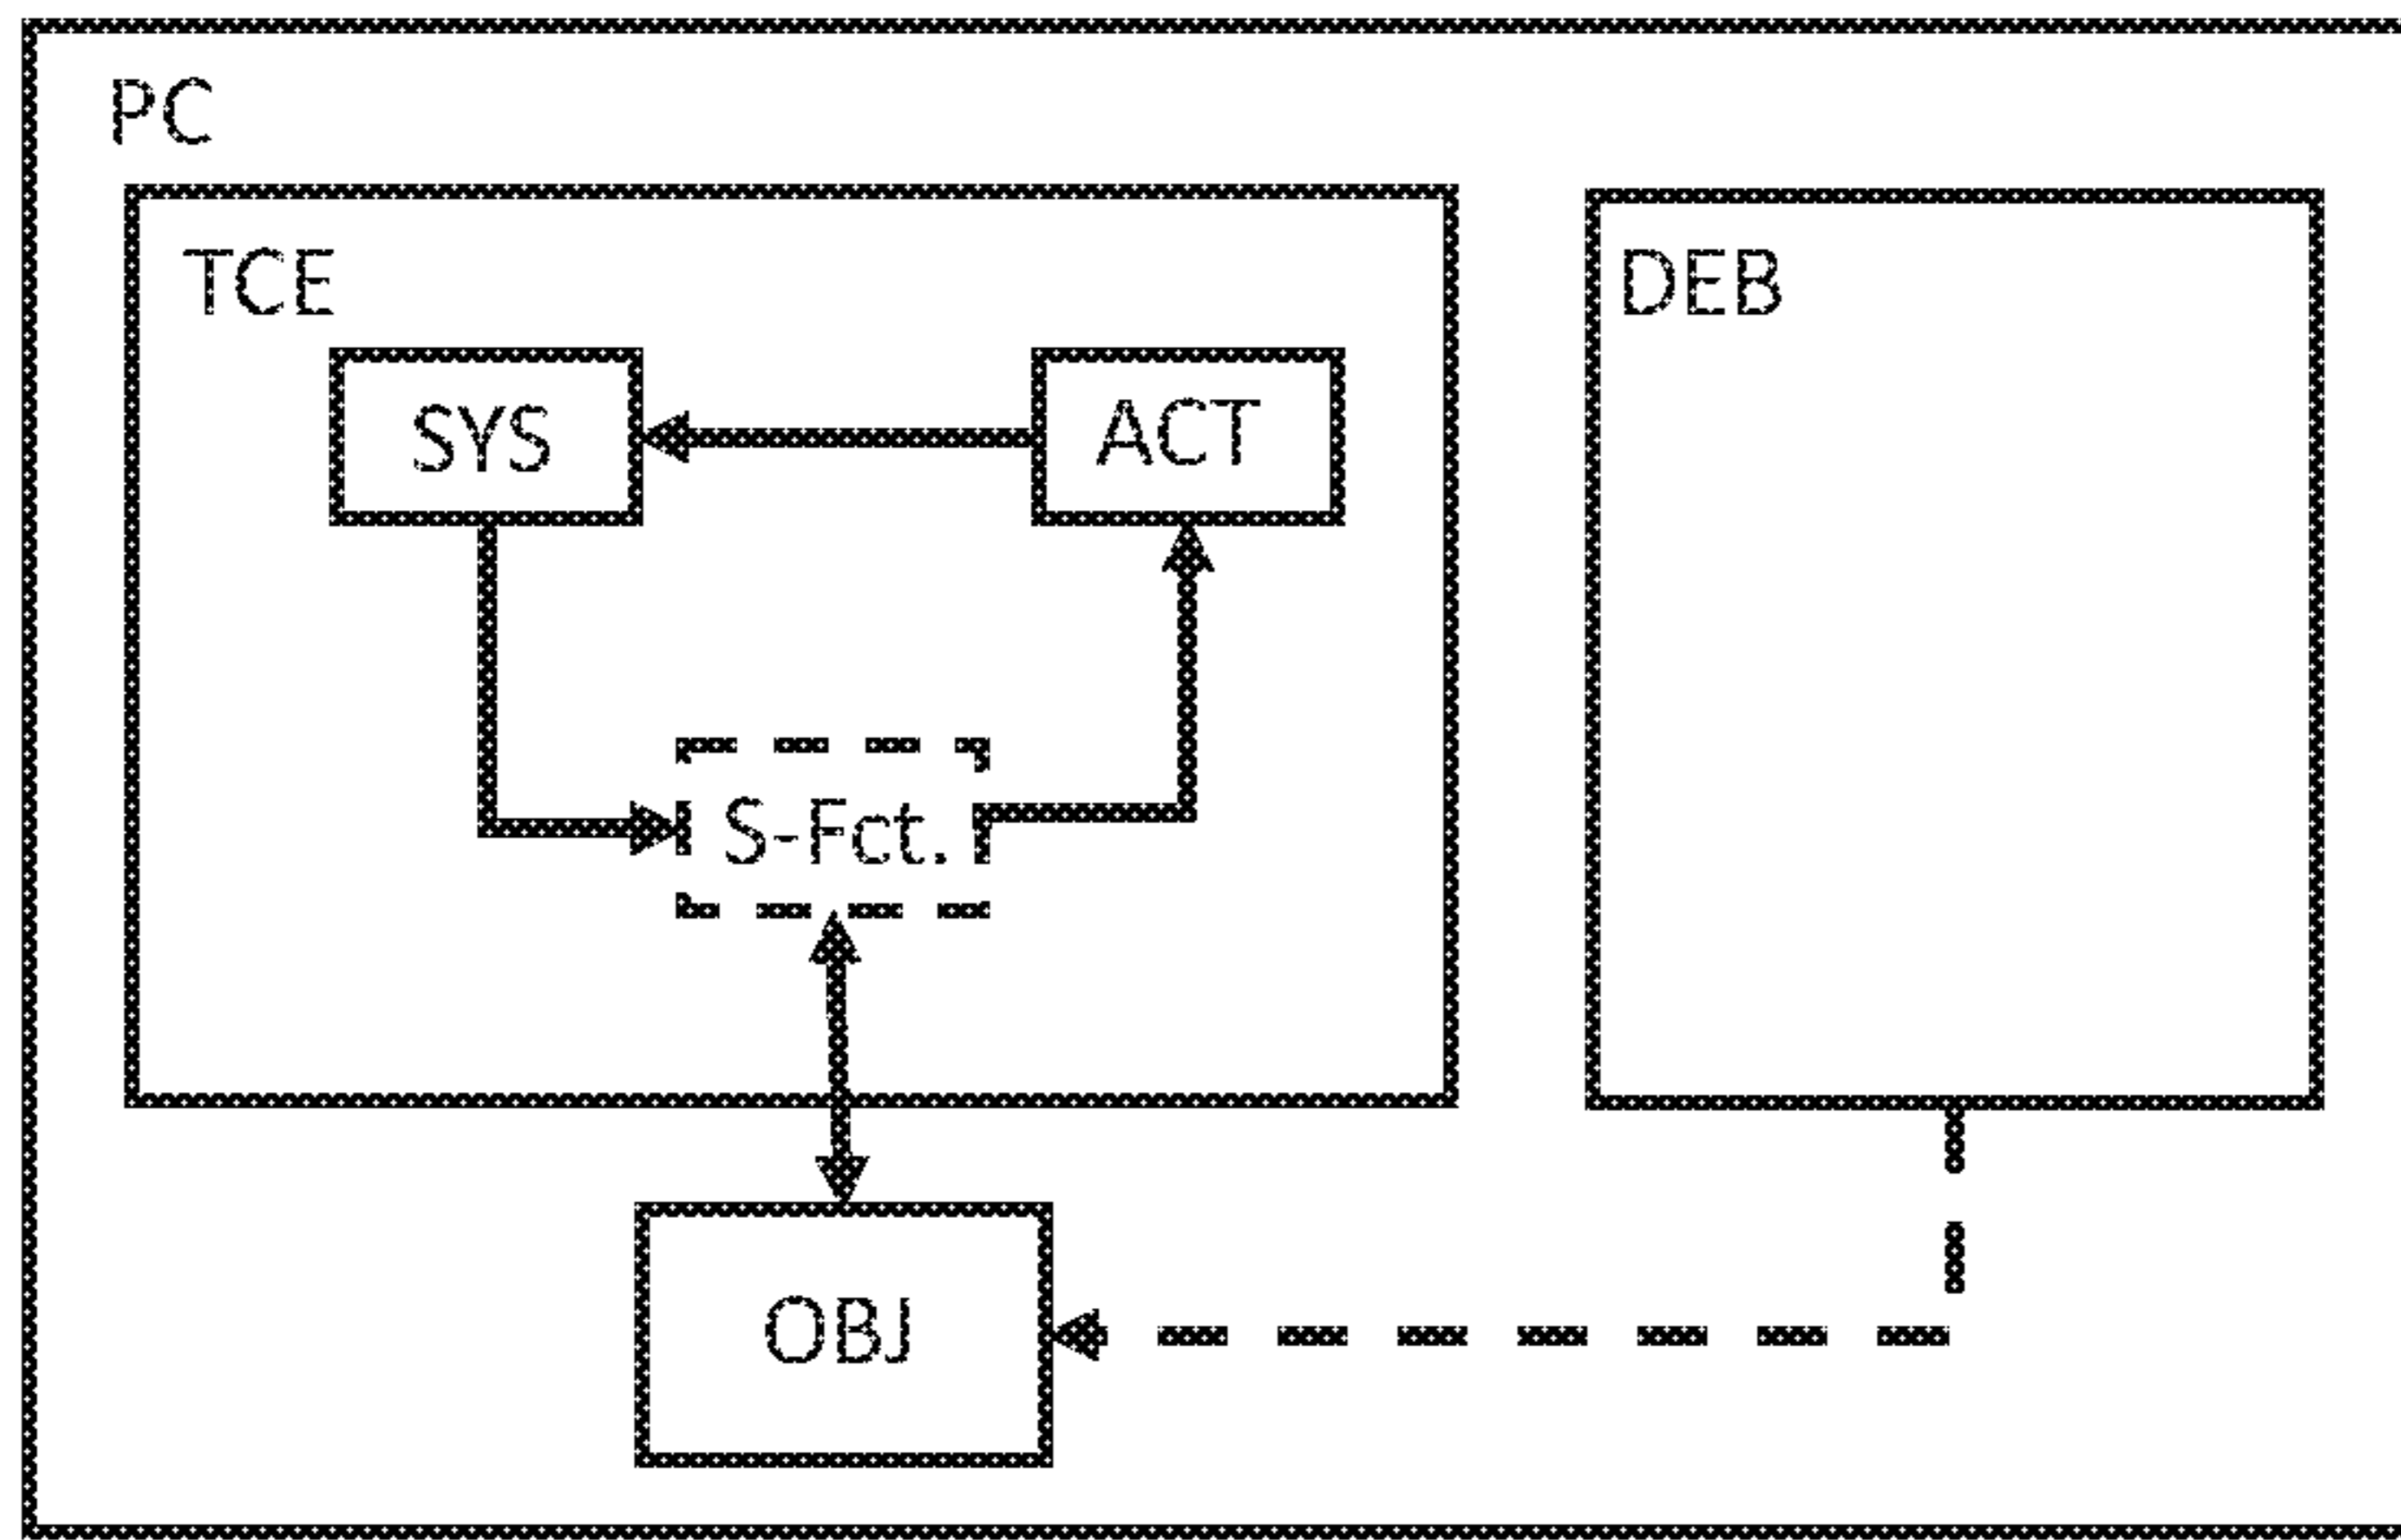 PC
TCE
DEB
SYS
ACT
S-Fct.
OBJ